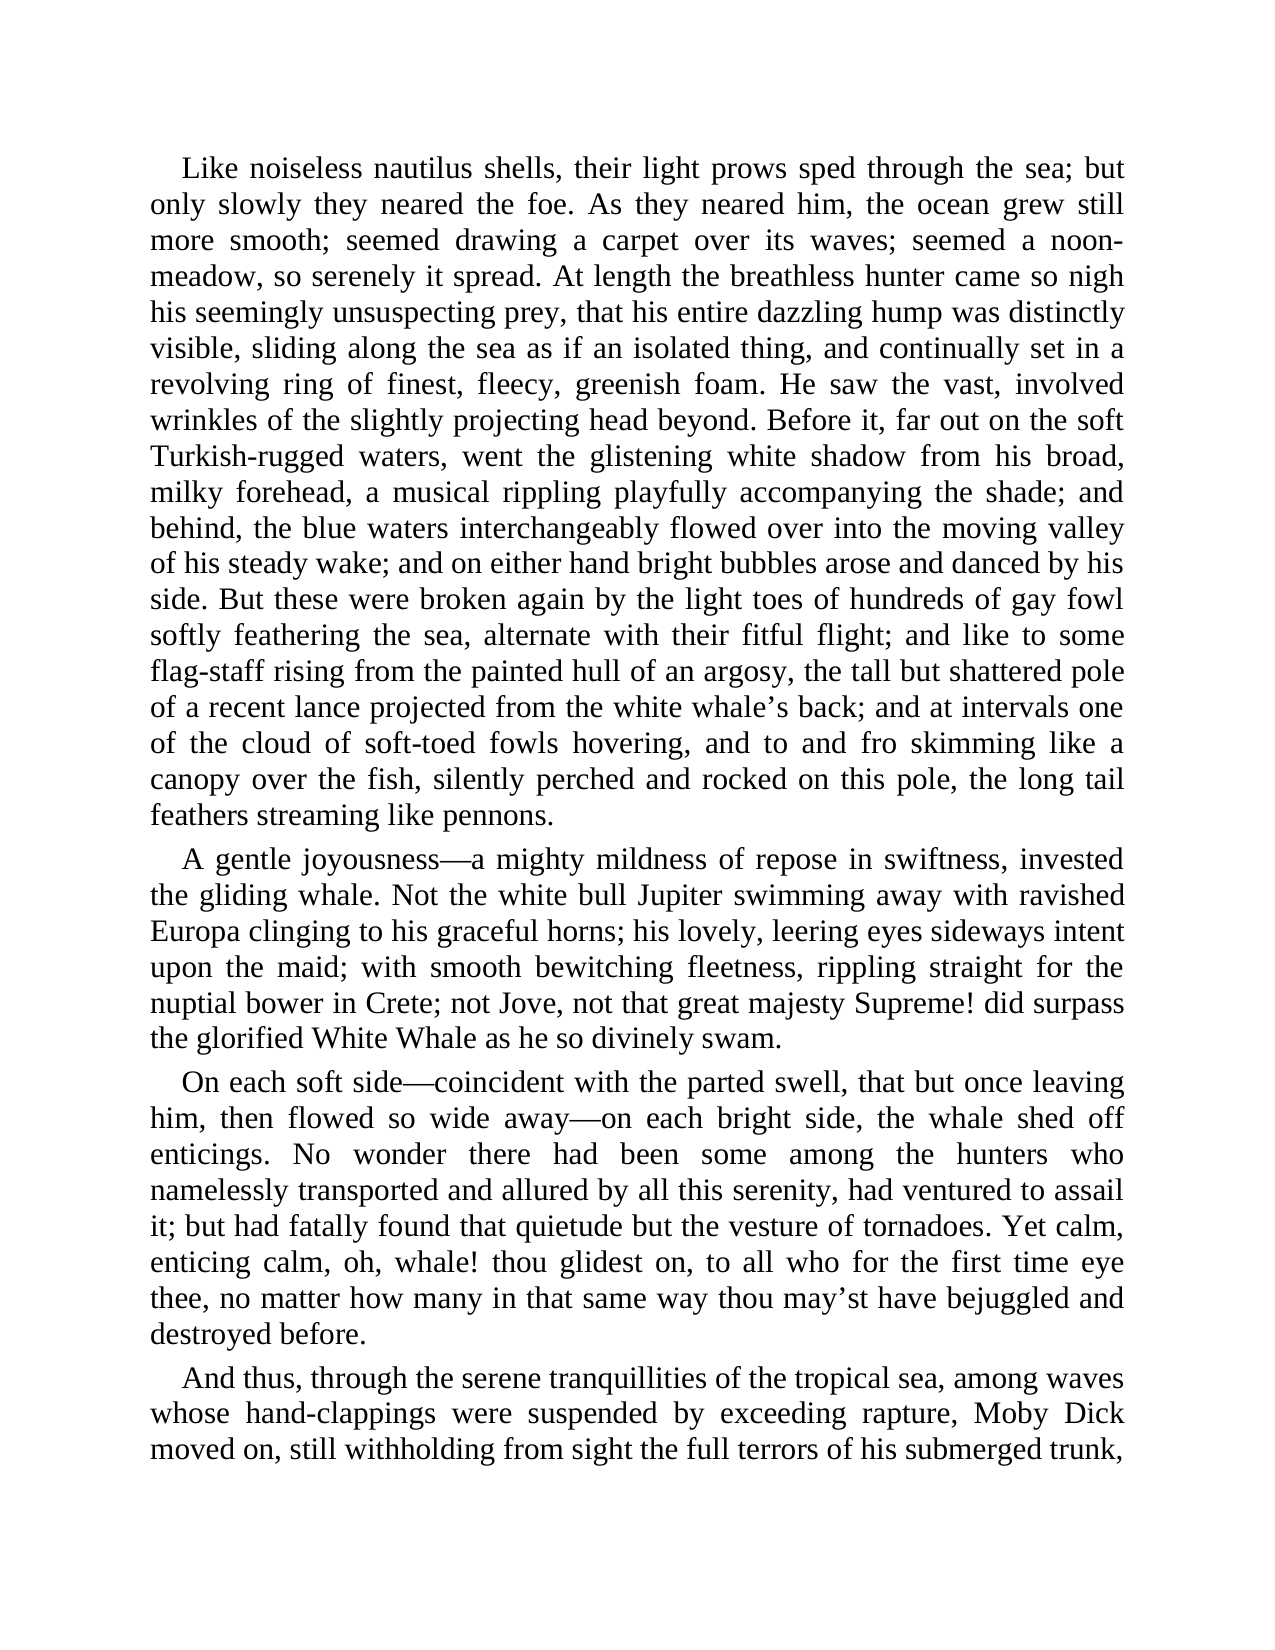 Like noiseless nautilus shells, their light prows sped through the sea; but
only slowly they neared the foe. As they neared him, the ocean grew still
more smooth; seemed drawing a carpet over its waves; seemed a noon-
meadow, so serenely it spread. At length the breathless hunter came so nigh
his seemingly unsuspecting prey, that his entire dazzling hump was distinctly
visible, sliding along the sea as if an isolated thing, and continually set in a
revolving ring of finest, fleecy, greenish foam. He saw the vast, involved
wrinkles of the slightly projecting head beyond. Before it, far out on the soft
Turkish-rugged waters, went the glistening white shadow from his broad,
milky forehead, a musical rippling playfully accompanying the shade; and
behind, the blue waters interchangeably flowed over into the moving valley
of his steady wake; and on either hand bright bubbles arose and danced by his
side. But these were broken again by the light toes of hundreds of gay fowl
softly feathering the sea, alternate with their fitful flight; and like to some
flag-staff rising from the painted hull of an argosy, the tall but shattered pole
of a recent lance projected from the white whale’s back; and at intervals one
of the cloud of soft-toed fowls hovering, and to and fro skimming like a
canopy over the fish, silently perched and rocked on this pole, the long tail
feathers streaming like pennons.
A gentle joyousness—a mighty mildness of repose in swiftness, invested
the gliding whale. Not the white bull Jupiter swimming away with ravished
Europa clinging to his graceful horns; his lovely, leering eyes sideways intent
upon the maid; with smooth bewitching fleetness, rippling straight for the
nuptial bower in Crete; not Jove, not that great majesty Supreme! did surpass
the glorified White Whale as he so divinely swam.
On each soft side—coincident with the parted swell, that but once leaving
him, then flowed so wide away—on each bright side, the whale shed off
enticings. No wonder there had been some among the hunters who
namelessly transported and allured by all this serenity, had ventured to assail
it; but had fatally found that quietude but the vesture of tornadoes. Yet calm,
enticing calm, oh, whale! thou glidest on, to all who for the first time eye
thee, no matter how many in that same way thou may’st have bejuggled and
destroyed before.
And thus, through the serene tranquillities of the tropical sea, among waves
whose hand-clappings were suspended by exceeding rapture, Moby Dick
moved on, still withholding from sight the full terrors of his submerged trunk,